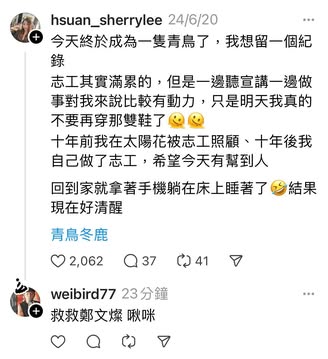 hsuan_sherrylee 24/6/20
今天終於成為一隻青鳥了，我想留一個紀
錄
志工其實滿累的，但是一邊聽宣講一邊做
事對我來說比較有動力，只是明天我真的
不要再穿那雙鞋了🫠🫠
十年前我在太陽花被志工照顧、十年後我
自己做了志工，希望今天有幫到人
回到家就拿著手機躺在床上睡著了🤣結果
現在好清醒
青鳥冬鹿
2,062 37 41
weibird77 23分鐘
救救鄭文燦 啾咪